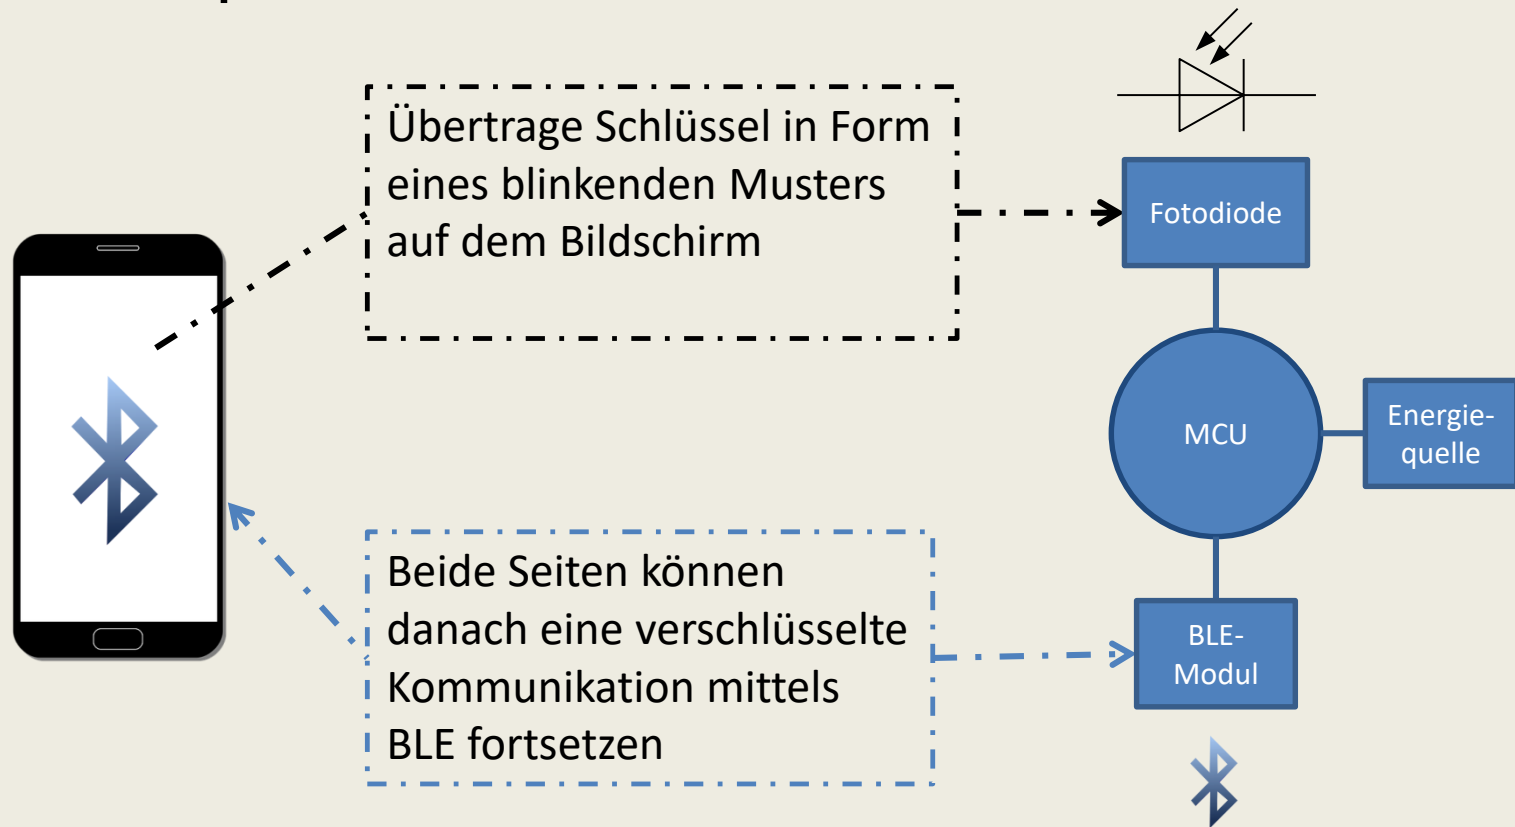 Übertrage Schlüssel in Form
eines blinkenden Musters
auf dem Bildschirm
Fotodiode
MCU
Energie-
quelle
Beide Seiten können
danach eine verschlüsselte
Kommunikation mittels
BLE fortsetzen
BLE-
Modul